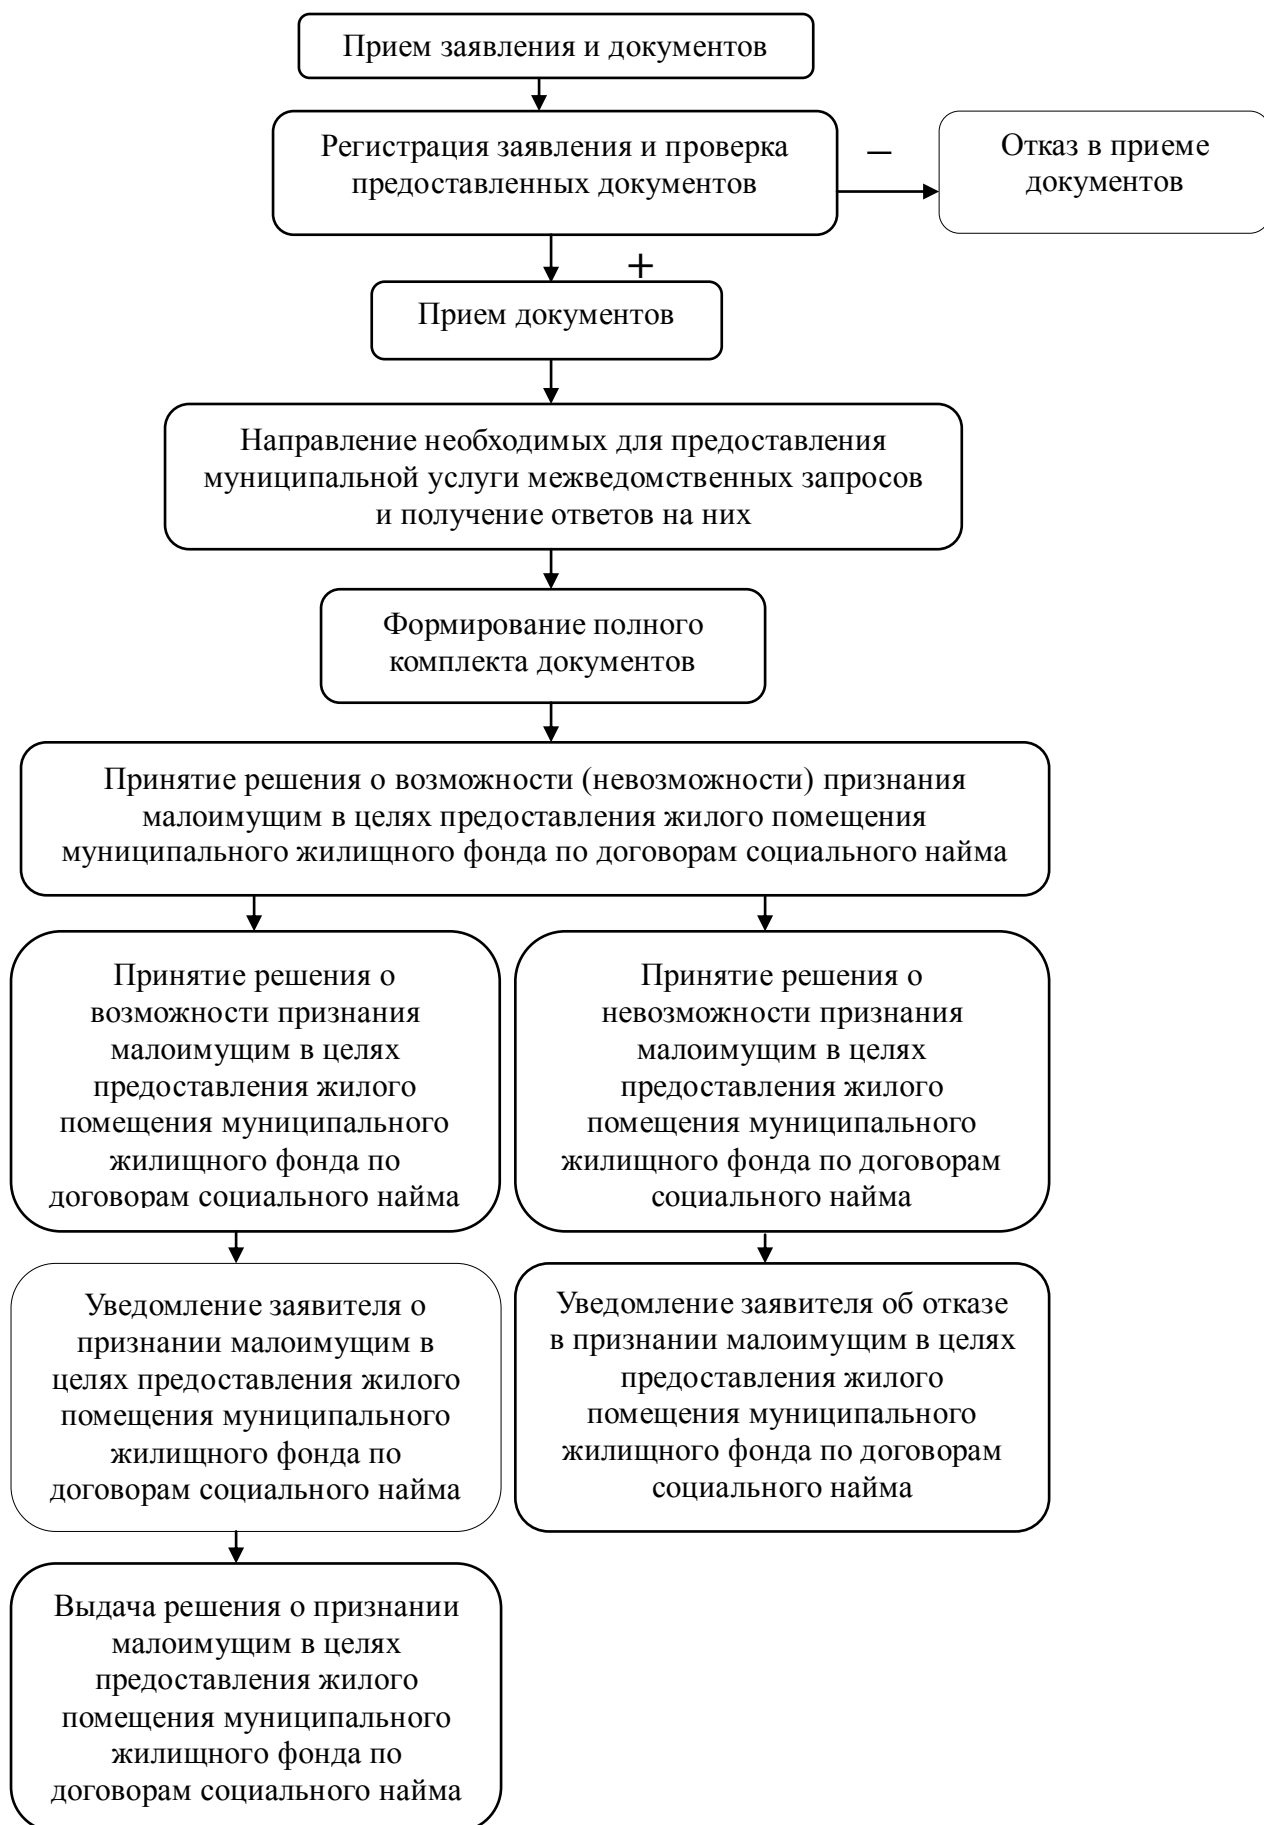 Прием заявления и документов
Регистрация заявления и проверка
предоставленных документов
–
Отказ в приеме
документов
+
Прием документов
Направление необходимых для предоставления
муниципальной услуги межведомственных запросов
и получение ответов на них
Формирование полного
комплекта документов
Принятие решения о возможности (невозможности) признания
малоимущим в целях предоставления жилого помещения
муниципального жилищного фонда по договорам социального найма
Принятие решения о
возможности признания
малоимущим в целях
предоставления жилого
помещения муниципального
жилищного фонда по
договорам социального найма
Принятие решения о
невозможности признания
малоимущим в целях
предоставления жилого
помещения муниципального
жилищного фонда по договорам
социального найма
Уведомление заявителя о
признании малоимущим в
целях предоставления жилого
помещения муниципального
жилищного фонда по
договорам социального найма
Уведомление заявителя об отказе
в признании малоимущим в целях
предоставления жилого
помещения муниципального
жилищного фонда по договорам
социального найма
Выдача решения о признании
малоимущим в целях
предоставления жилого
помещения муниципального
жилищного фонда по
договорам социального найма